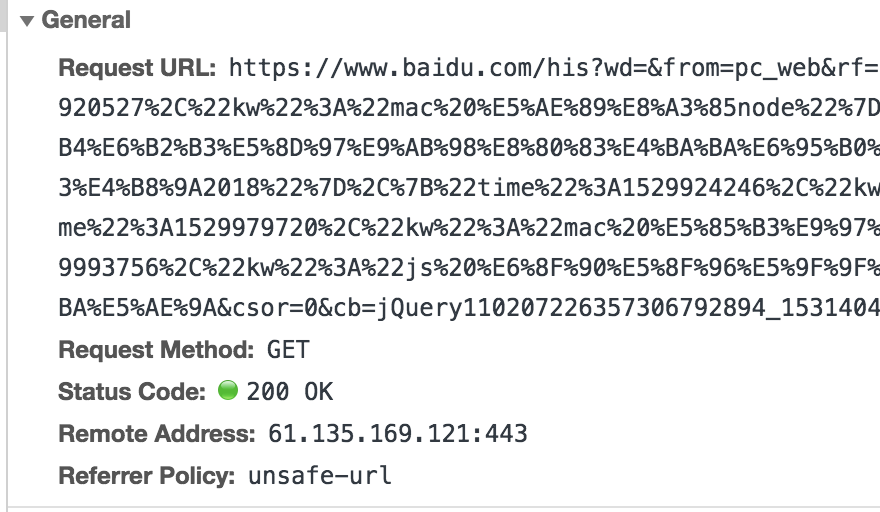 General
Request URL: https://www.baidu.com/his?wd=&from=pc_web&rf=
920527%2C%22kw%22%3A%22mac%20%E5%AE%89%E8%A3%85node%22%7D
B4%E6%B2%B3%E5%8D%97%E9%AB%98%E8%80%83%E4%BA%BA%E6%95%B0%
3%E4%B8%9A2018%22%7D%2C%7B%22time%22%3A1529924246%2C%22kw
me%22%3A1529979720%2C%22kw%22%3A%22mac%20%E5%85%B3%E9%97%
9993756%2C%22kw%22%3A%22js%20%E6%8F%90%E5%8F%96%E5%9F%9F%
BA%E5%AE%9A&csor=0&cb=jQuery110207226357306792894_1531404
Request Method: GET
Status Code: 200 OK
Remote Address: 61.135.169.121:443
Referrer Policy: unsafe-url